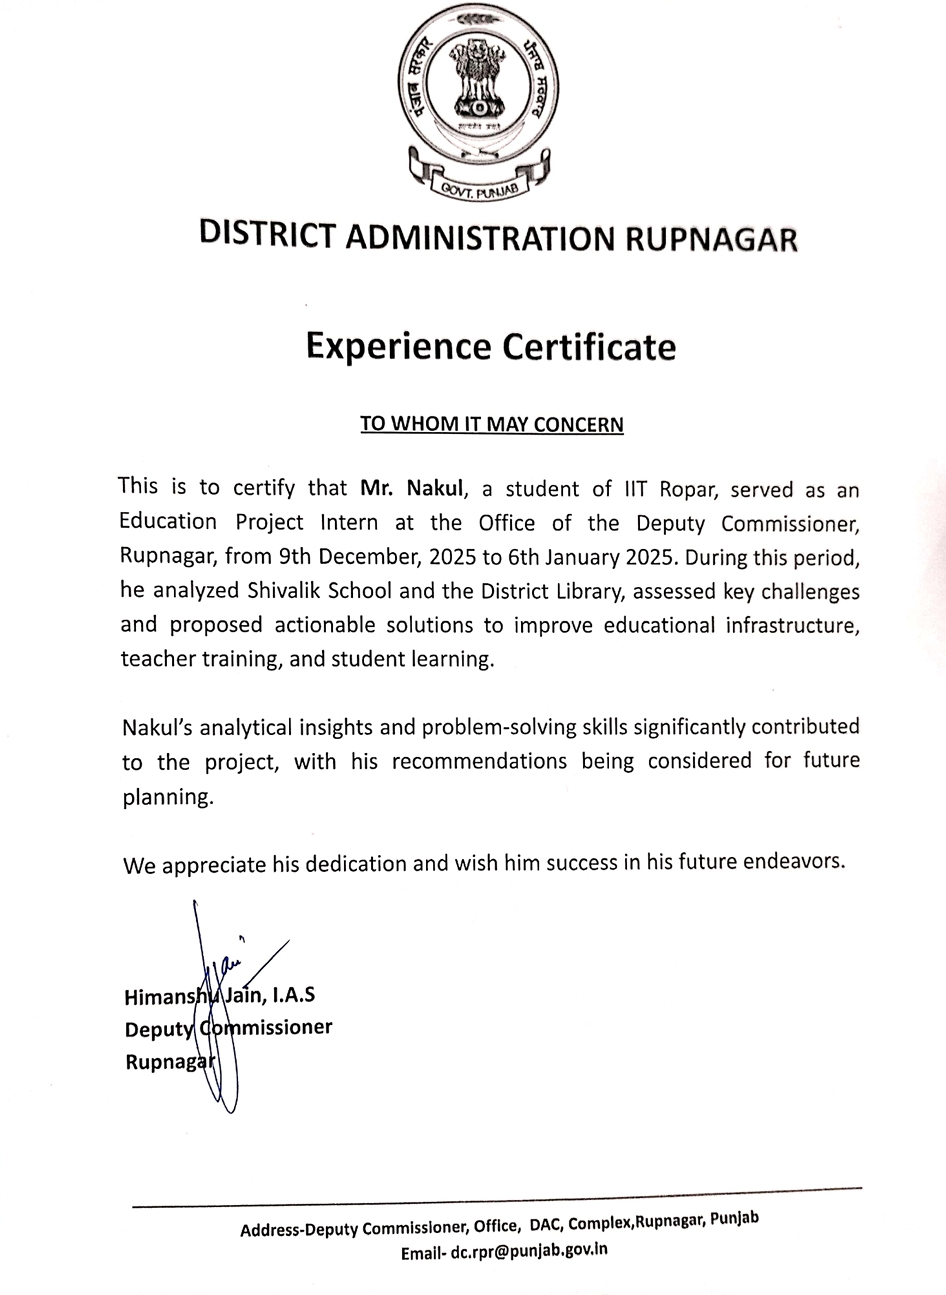 ਪੰਜਾਬ ਸਰਕਾਰ
GOVT. PUNJAB
DISTRICT ADMINISTRATION RUPNAGAR
Experience Certificate
TO WHOM IT MAY CONCERN
This is to certify that Mr. Nakul, a student of IIT Ropar, served as an
Education Project Intern at the Office of the Deputy Commissioner,
Rupnagar, from 9th December, 2025 to 6th January 2025. During this period,
he analyzed Shivalik School and the District Library, assessed key challenges
and proposed actionable solutions to improve educational infrastructure,
teacher training, and student learning.
Nakul’s analytical insights and problem-solving skills significantly contributed
to the project, with his recommendations being considered for future
planning.
We appreciate his dedication and wish him success in his future endeavors.
Himanshu Jain, I.A.S
Deputy Commissioner
Rupnagar
Address-Deputy Commissioner, Office, DAC, Complex,Rupnagar, Punjab
Email- dc.rpr@punjab.gov.in